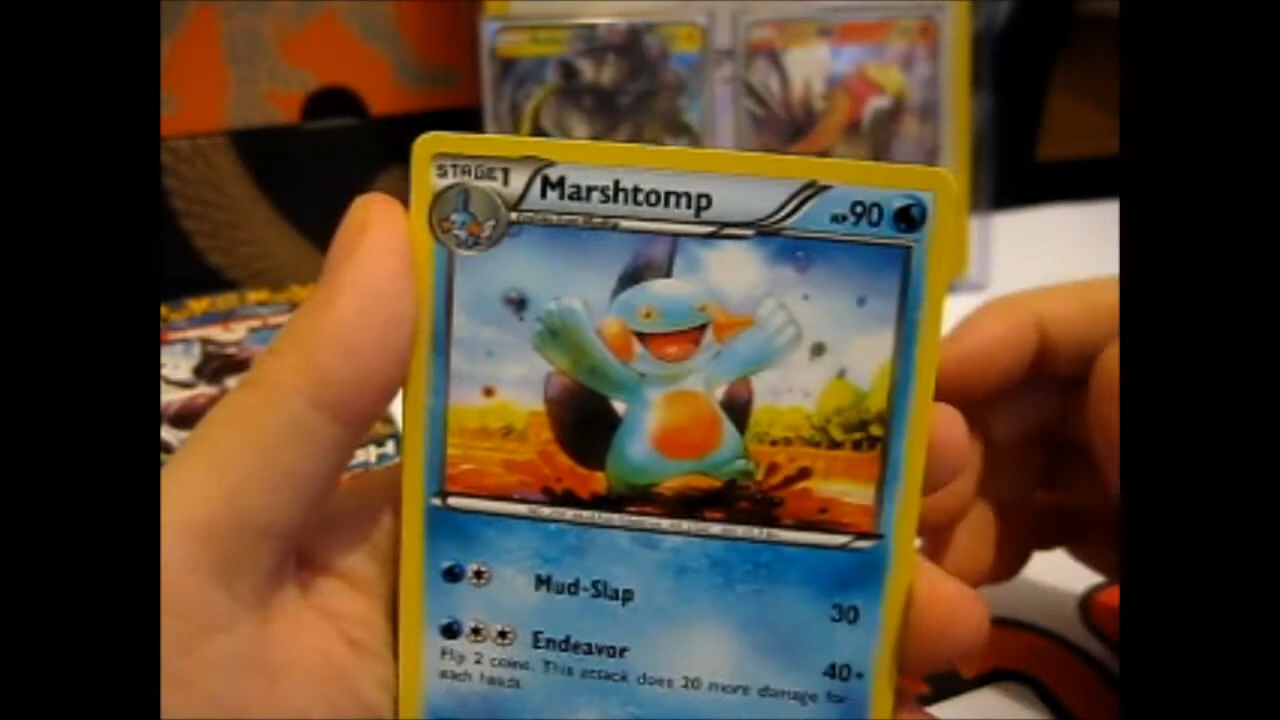 STAGE1
Marshtomp
HP90
Mud-Slap
30
Endeavor
40+
Flip 2 coins. This attack does 20 more damage for
each heads.